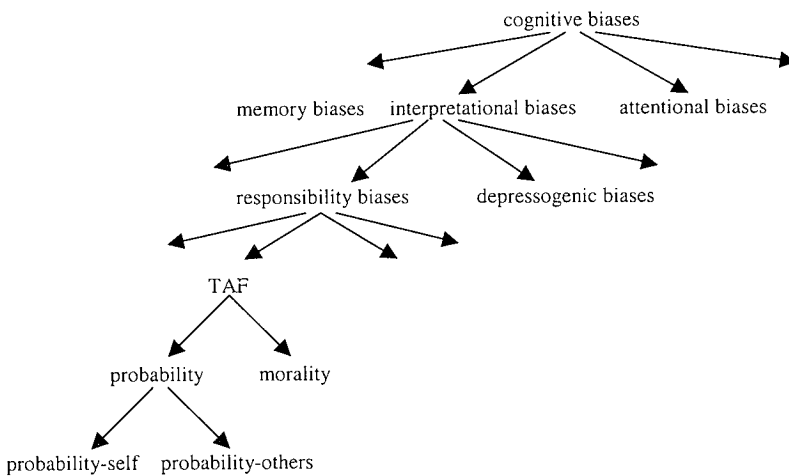 cognitive biases
memory biases interpretational biases attentional biases
responsibility biases depressogenic biases
TAF
probability morality
probability-self probability-others